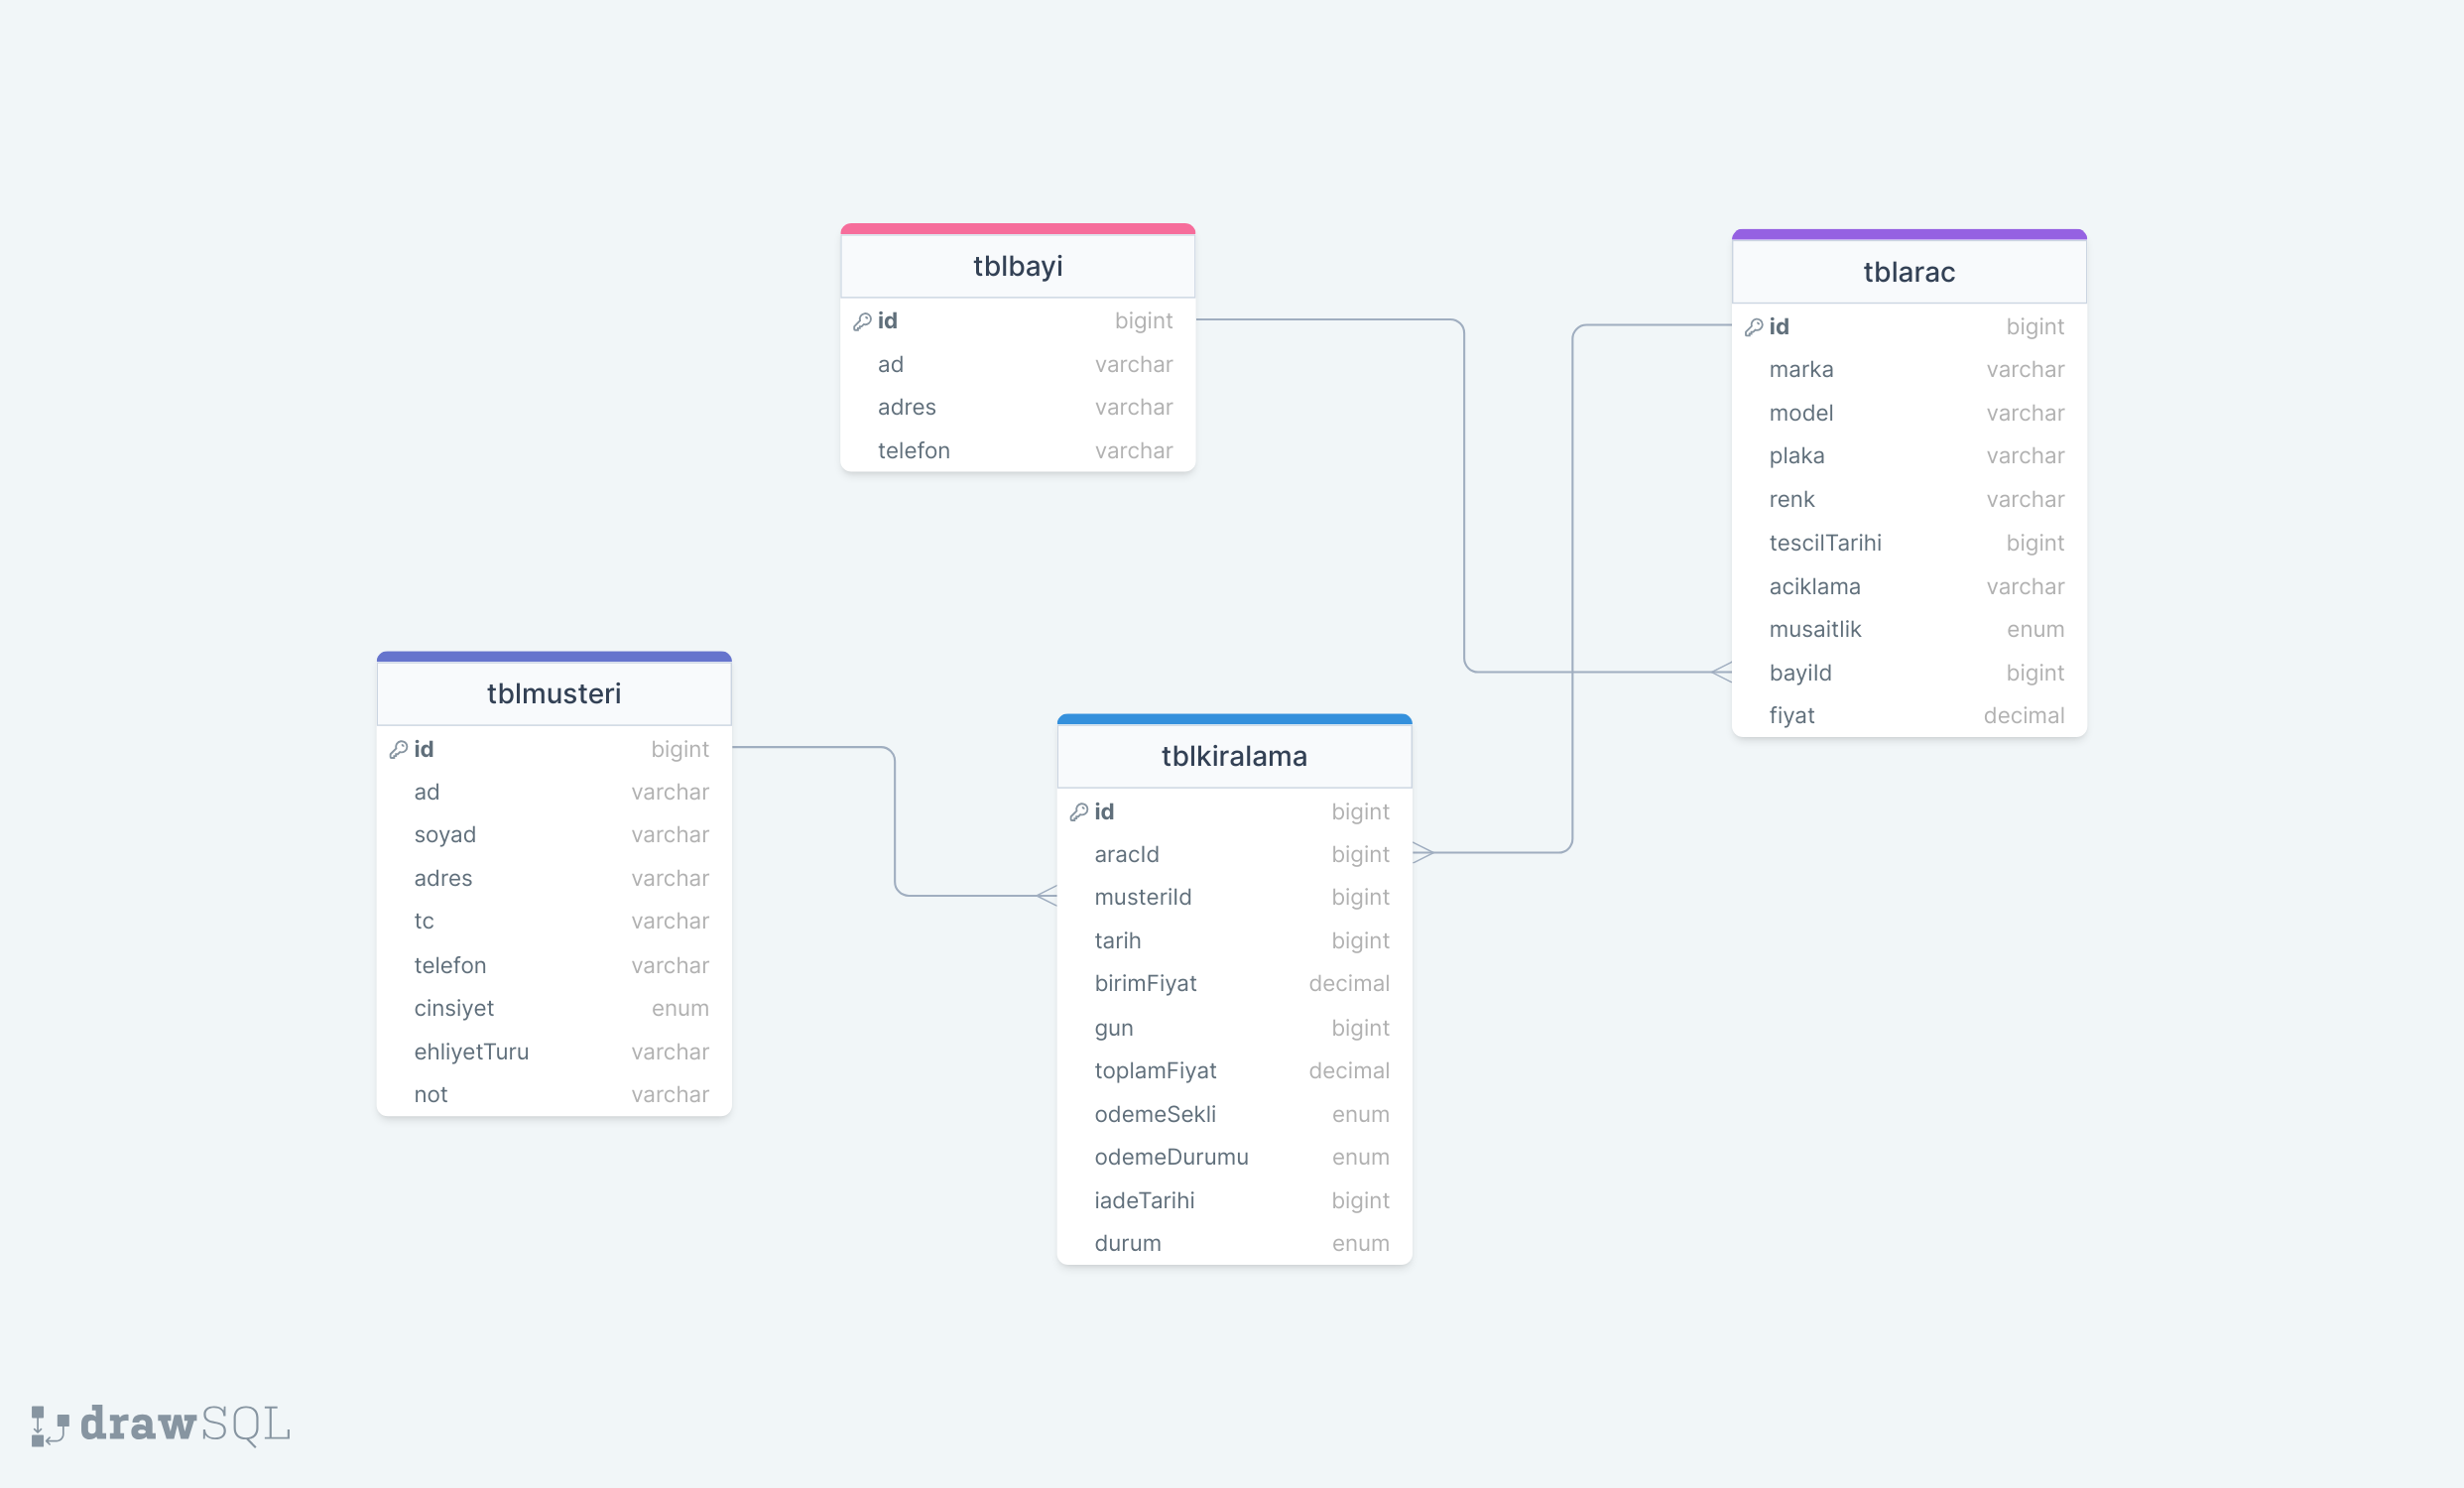 tblbayi
id bigint
ad varchar
adres varchar
telefon varchar
tblarac
id bigint
marka varchar
model varchar
plaka varchar
renk varchar
tescilTarihi bigint
aciklama varchar
musaitlik enum
bayiId bigint
fiyat decimal
tblmusteri
id bigint
ad varchar
soyad varchar
adres varchar
tc varchar
telefon varchar
cinsiyet enum
ehliyetTuru varchar
not varchar
tblkiralama
id bigint
aracId bigint
musteriId bigint
tarih bigint
birimFiyat decimal
gun bigint
toplamFiyat decimal
odemeSekli enum
odemeDurumu enum
iadeTarihi bigint
durum enum
drawSQL